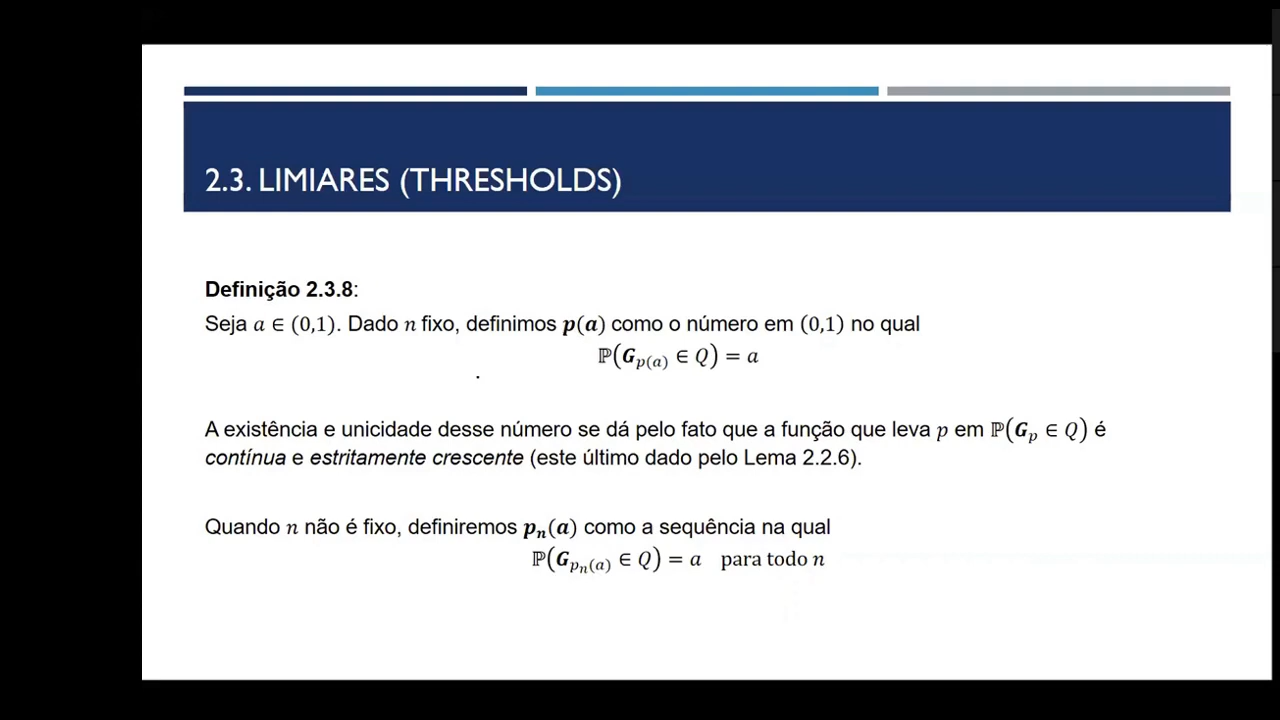 2.3. LIMIARES (THRESHOLDS)
Definição 2.3.8:
Seja 𝑎 ∈ (0,1). Dado 𝑛 fixo, definimos 𝒑(𝒂) como o número em (0,1) no qual
ℙ(𝑮_{𝑝(𝑎)} ∈ 𝑄) = 𝑎
A existência e unicidade desse número se dá pelo fato que a função que leva 𝑝 em ℙ(𝑮_𝑝 ∈ 𝑄) é
contínua e estritamente crescente (este último dado pelo Lema 2.2.6).
Quando 𝑛 não é fixo, definiremos 𝒑_𝒏(𝒂) como a sequência na qual
ℙ(𝑮_{𝑝_𝑛(𝑎)} ∈ 𝑄) = 𝑎 para todo 𝑛